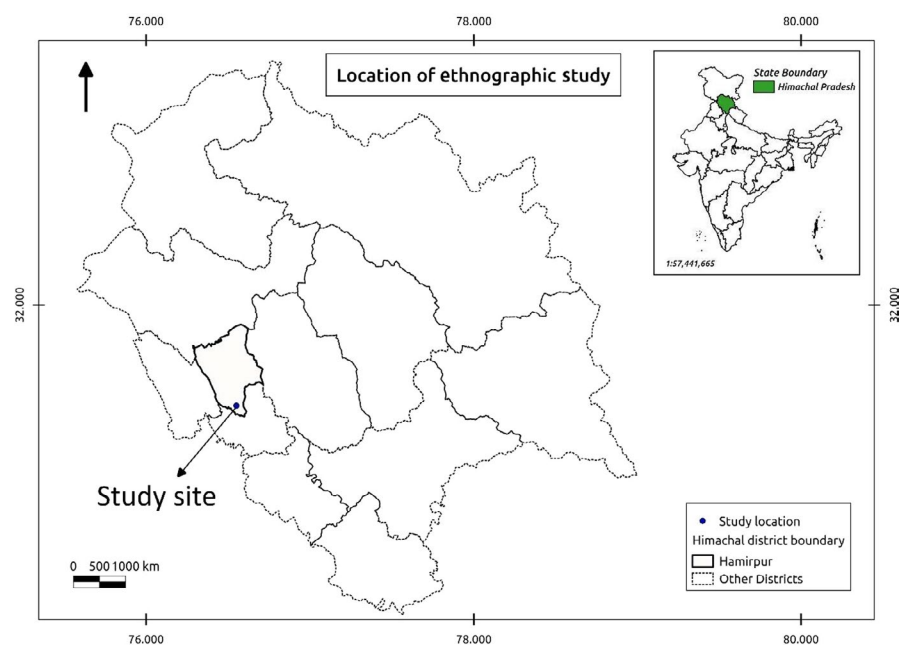 76.000 78.000 80.000
Location of ethnographic study
State Boundary
Himachal Pradesh
1:57,441,665
32.000 32.000
Study site
0 500 1000 km
Study location
Himachal district boundary
Hamirpur
Other Districts
76.000 78.000 80.000